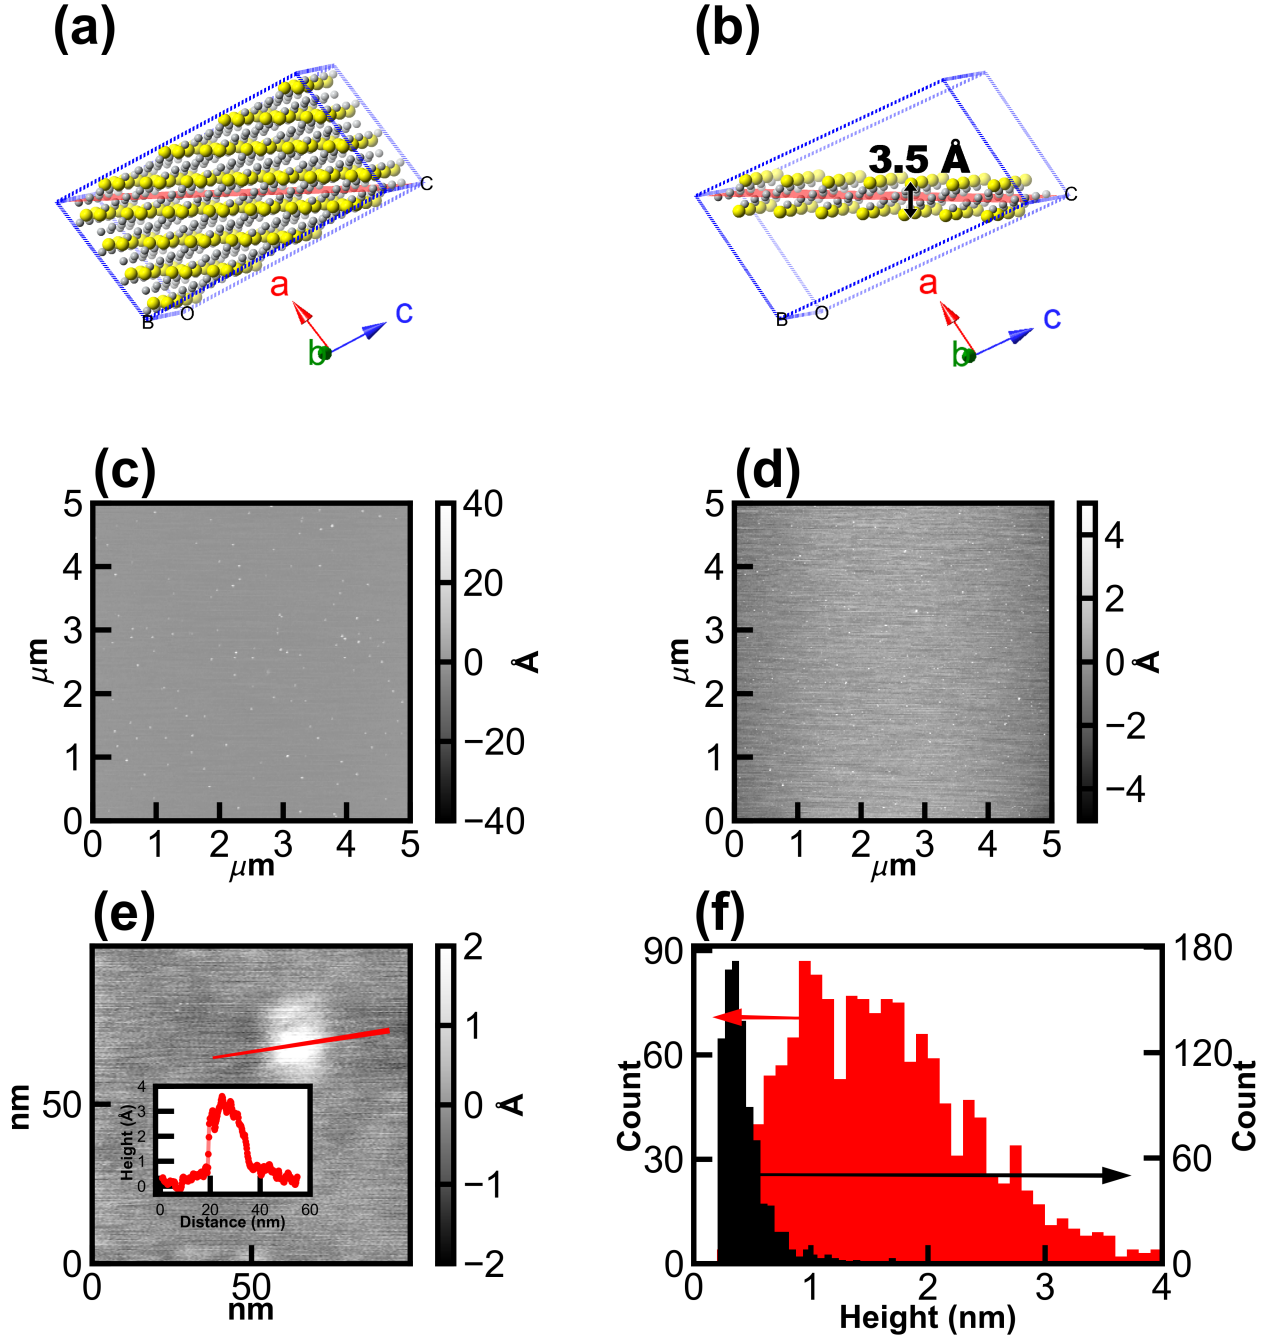 (a)
(b)
C
B
O
a
c
b
3.5 Å
C
B
O
a
c
b
(c)
(d)
5
4
3
2
1
0
μm
0 1 2 3 4 5
μm
40
20
0
−20
−40
Å
5
4
3
2
1
0
μm
0 1 2 3 4 5
μm
4
2
0
−2
−4
Å
(e)
(f)
50
0
nm
0 50
nm
4
3
2
1
0
Height (Å)
0 20 40 60
Distance (nm)
2
1
0
−1
−2
Å
90
60
30
0
Count
0 1 2 3 4
Height (nm)
180
120
60
0
Count